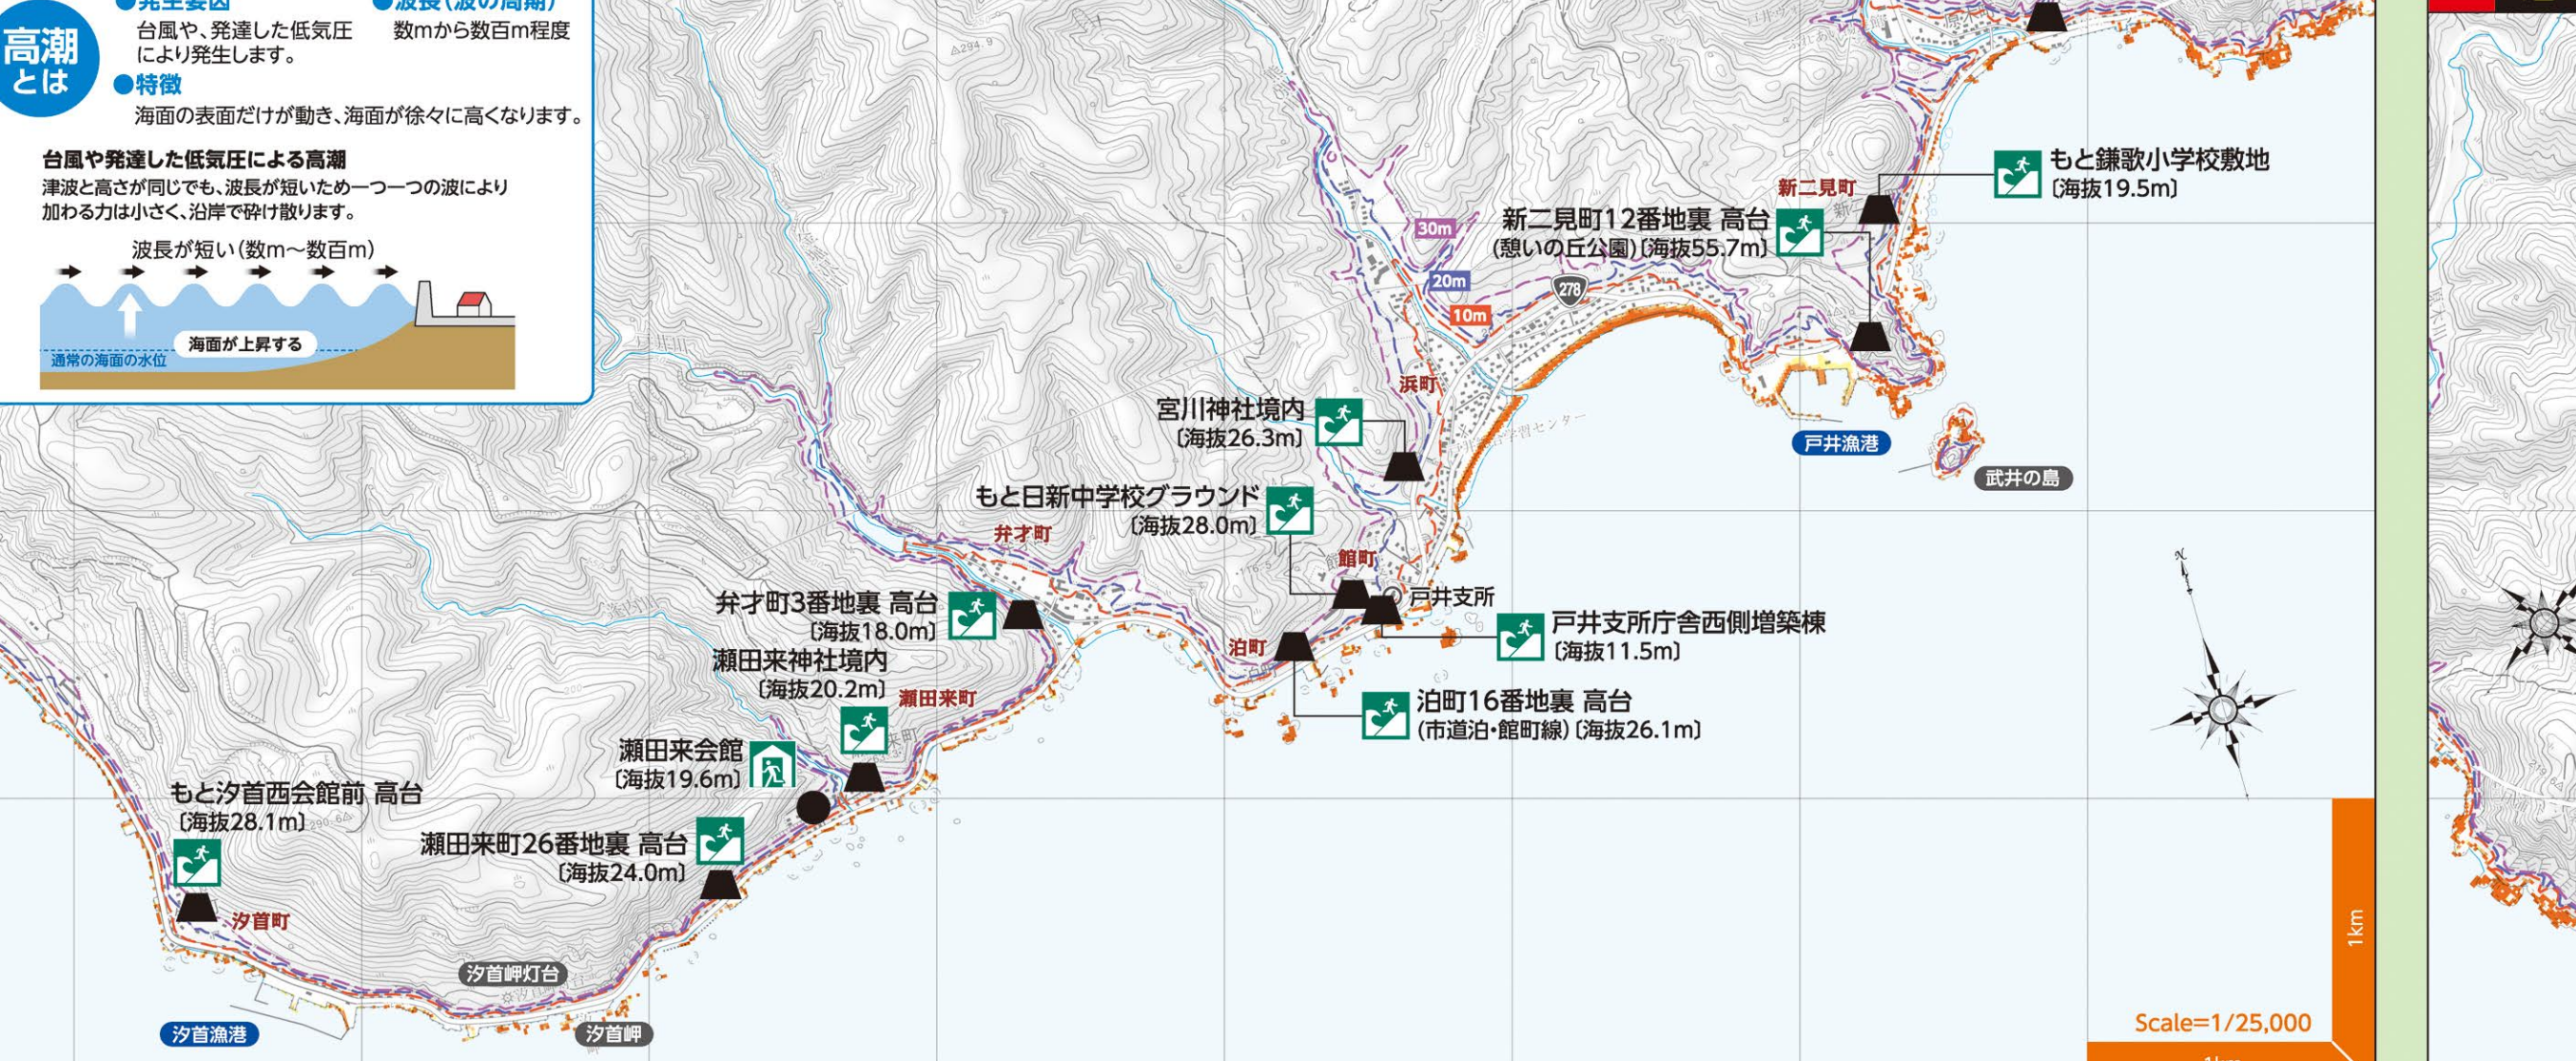 高潮
とは
●発生要因
台風や、発達した低気圧
により発生します。
●波長(波の周期)
数mから数百m程度
●特徴
海面の表面だけが動き、海面が徐々に高くなります。
台風や発達した低気圧による高潮
津波と高さが同じでも、波長が短いため一つ一つの波により
加わる力は小さく、沿岸で砕け散ります。
波長が短い(数m〜数百m)
海面が上昇する
通常の海面の水位
294.9
もと鎌歌小学校敷地
〔海抜19.5m〕
新二見町
新二見町12番地裏 高台
(憩いの丘公園)〔海抜55.7m〕
30m
20m
10m
278
浜町
宮川神社境内
〔海抜26.3m〕
戸井漁港
武井の島
もと日新中学校グラウンド
〔海抜28.0m〕
弁才町
館町
戸井支所
弁才町3番地裏 高台
〔海抜18.0m〕
戸井支所庁舎西側増築棟
〔海抜11.5m〕
泊町
瀬田来神社境内
〔海抜20.2m〕
瀬田来町
泊町16番地裏 高台
(市道泊・館町線)〔海抜26.1m〕
瀬田来会館
〔海抜19.6m〕
もと汐首西会館前 高台
〔海抜28.1m〕
290.6
瀬田来町26番地裏 高台
〔海抜24.0m〕
汐首町
汐首岬灯台
汐首漁港
汐首岬
N
1km
Scale=1/25,000
1km